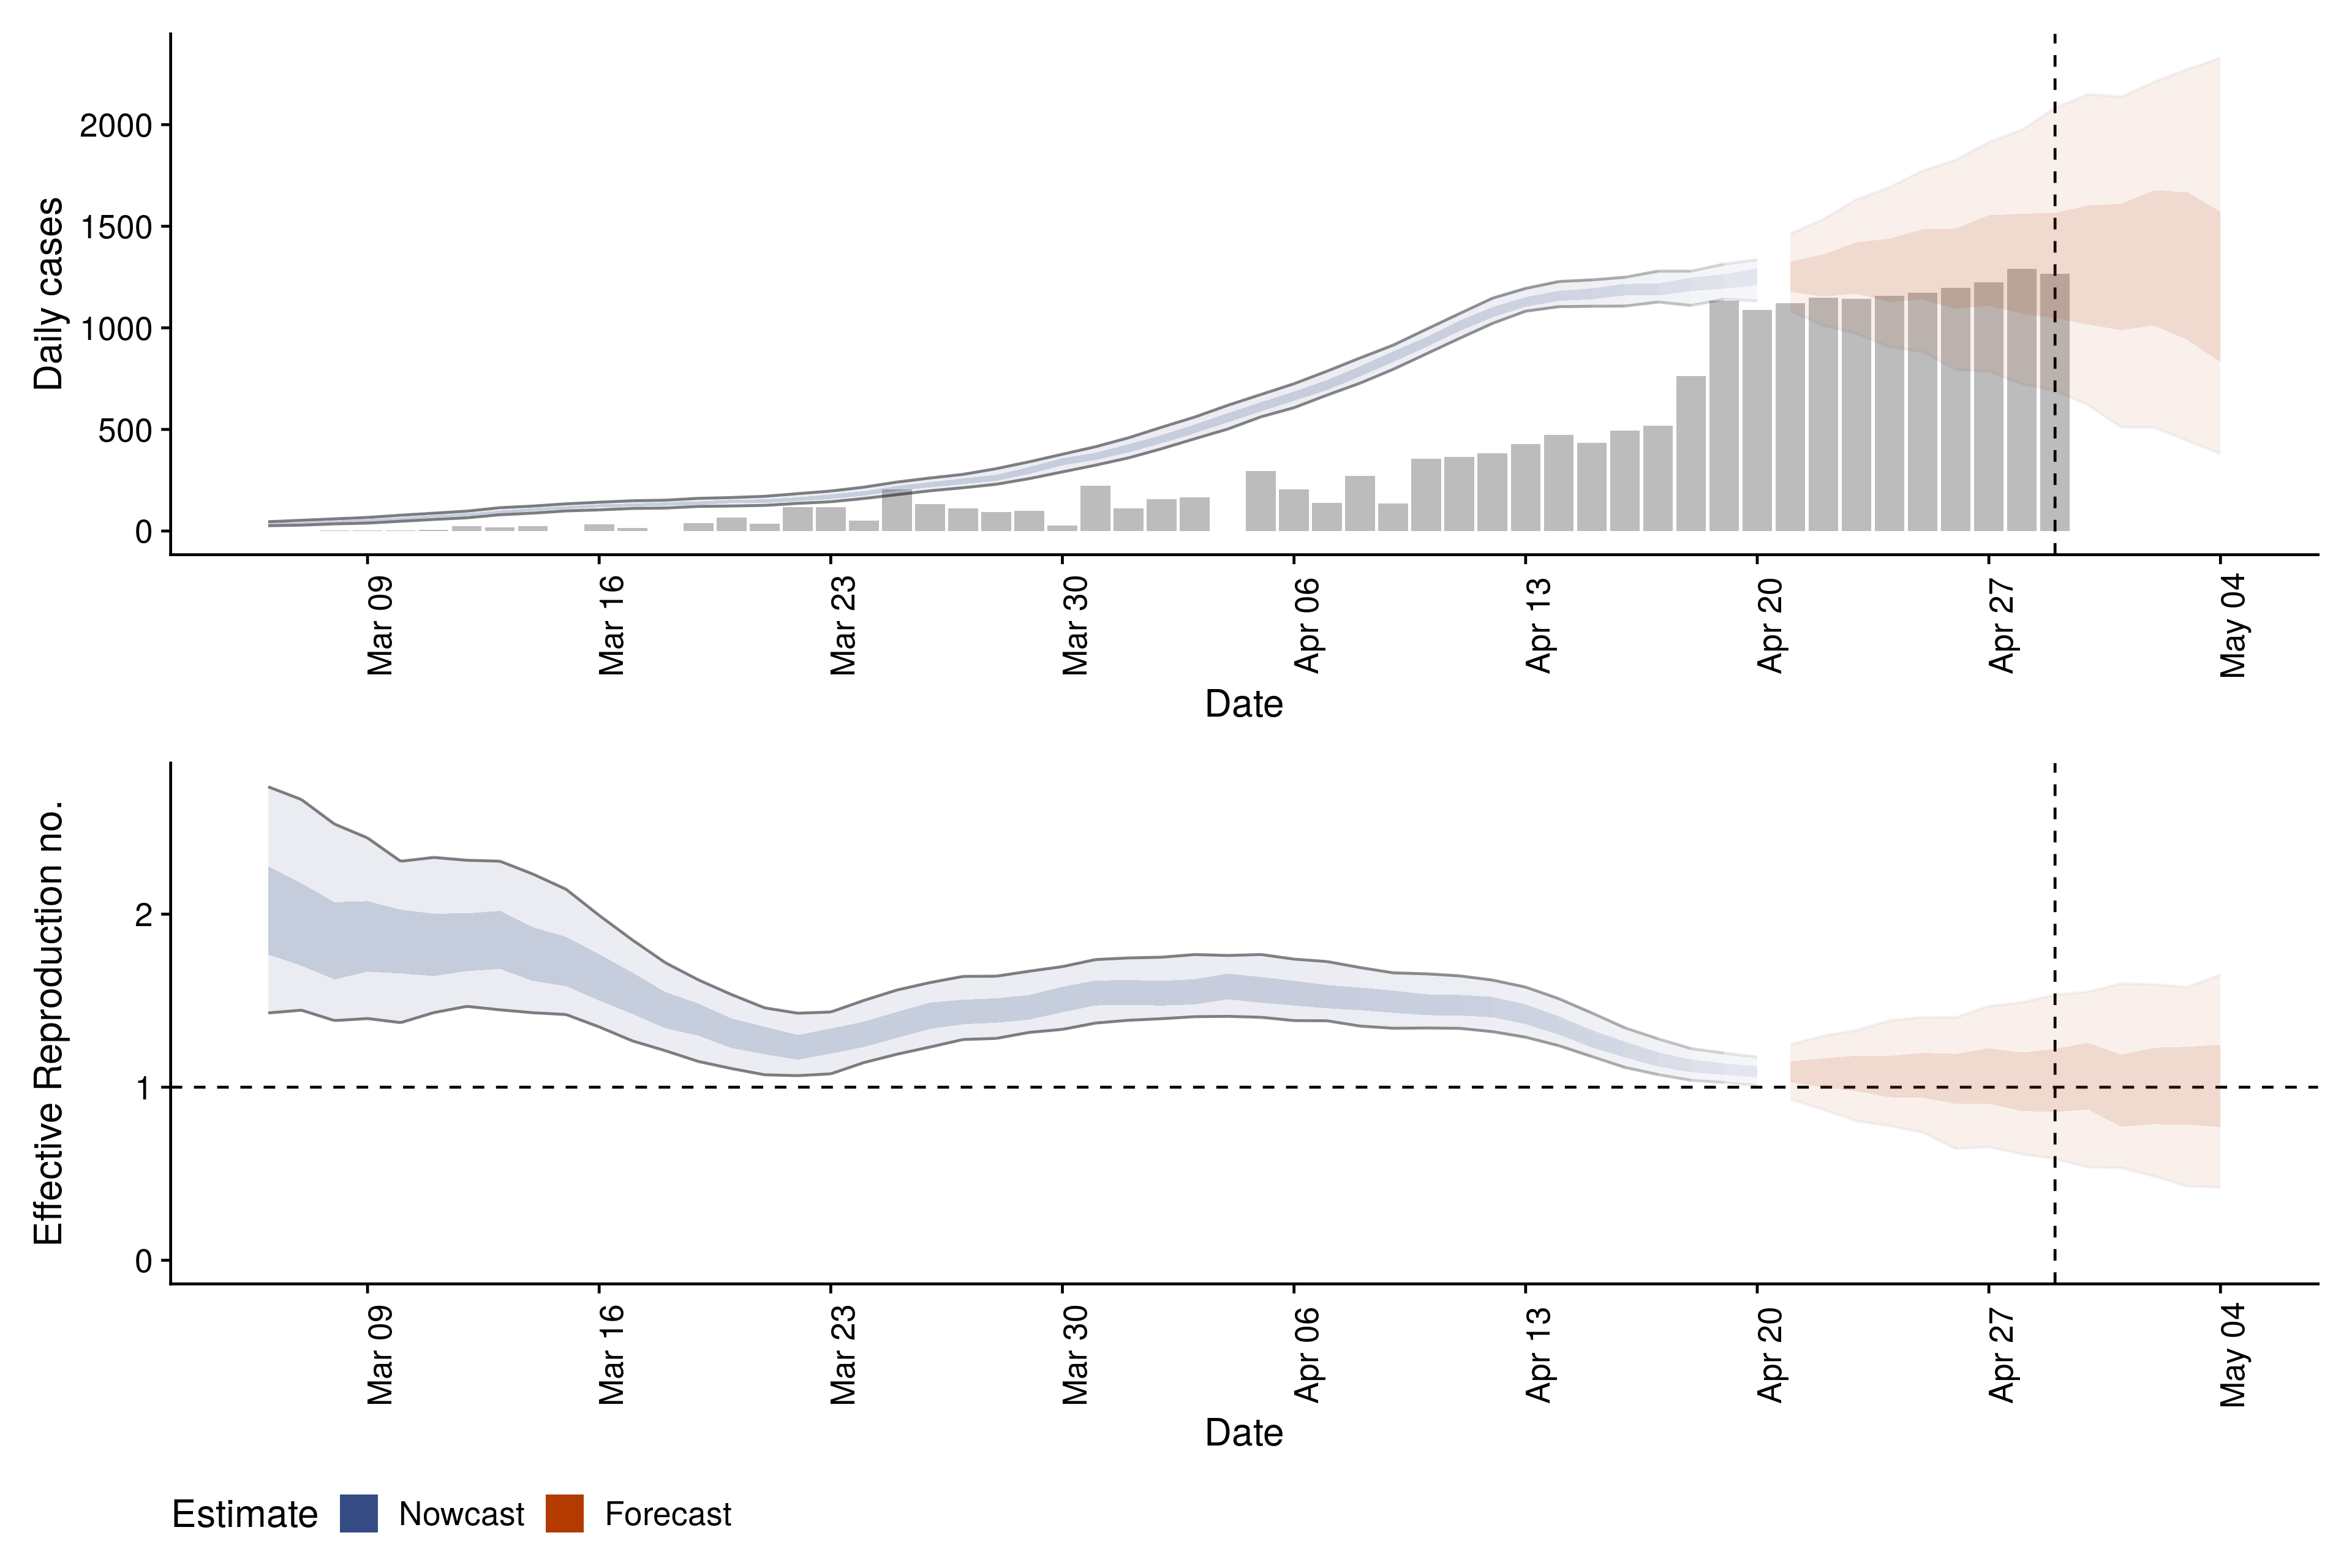 Daily cases
2000
1500
1000
500
0
Mar 09
Mar 16
Mar 23
Mar 30
Apr 06
Apr 13
Apr 20
Apr 27
May 04
Date
Effective Reproduction no.
2
1
0
Mar 09
Mar 16
Mar 23
Mar 30
Apr 06
Apr 13
Apr 20
Apr 27
May 04
Date
Estimate Nowcast Forecast